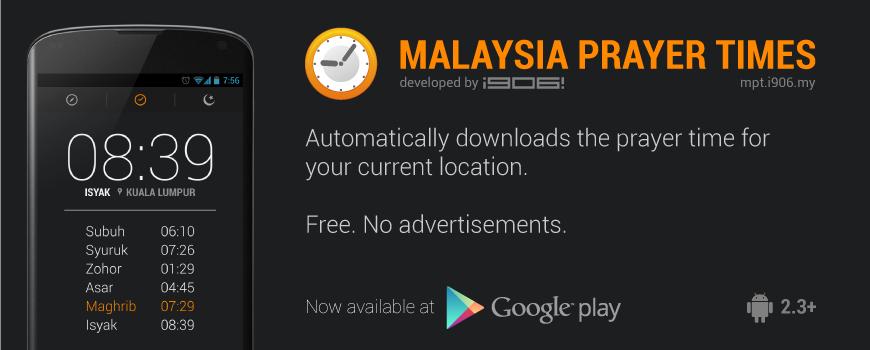 7:56
08:39
ISYAK KUALA LUMPUR
Subuh 06:10
Syuruk 07:26
Zohor 01:29
Asar 04:45
Maghrib 07:29
Isyak 08:39
MALAYSIA PRAYER TIMES
developed by i906! mpt.i906.my
Automatically downloads the prayer time for
your current location.
Free. No advertisements.
Now available at Google play
2.3+